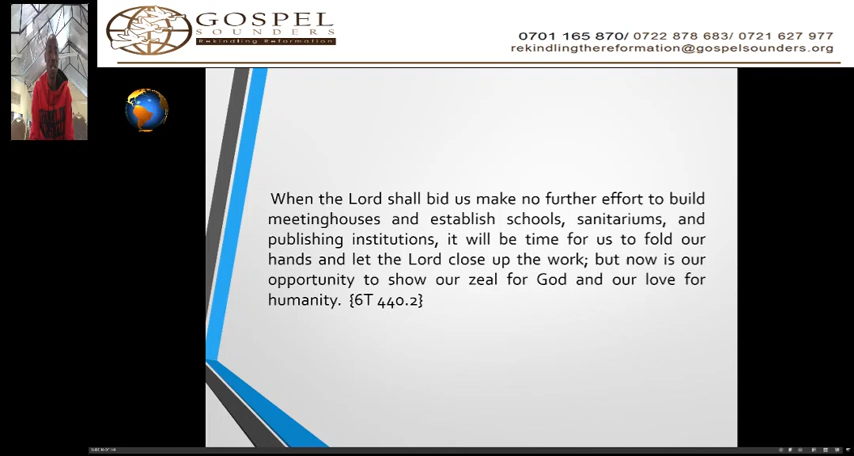 GOSPEL
SOUNDERS
Rekindling Reformation
0701 165 870/ 0722 878 683/ 0721 627 977
rekindlingthereformation@gospelsounders.org
When the Lord shall bid us make no further effort to build
meetinghouses and establish schools, sanitariums, and
publishing institutions, it will be time for us to fold our
hands and let the Lord close up the work; but now is our
opportunity to show our zeal for God and our love for
humanity. {6T 440.2}